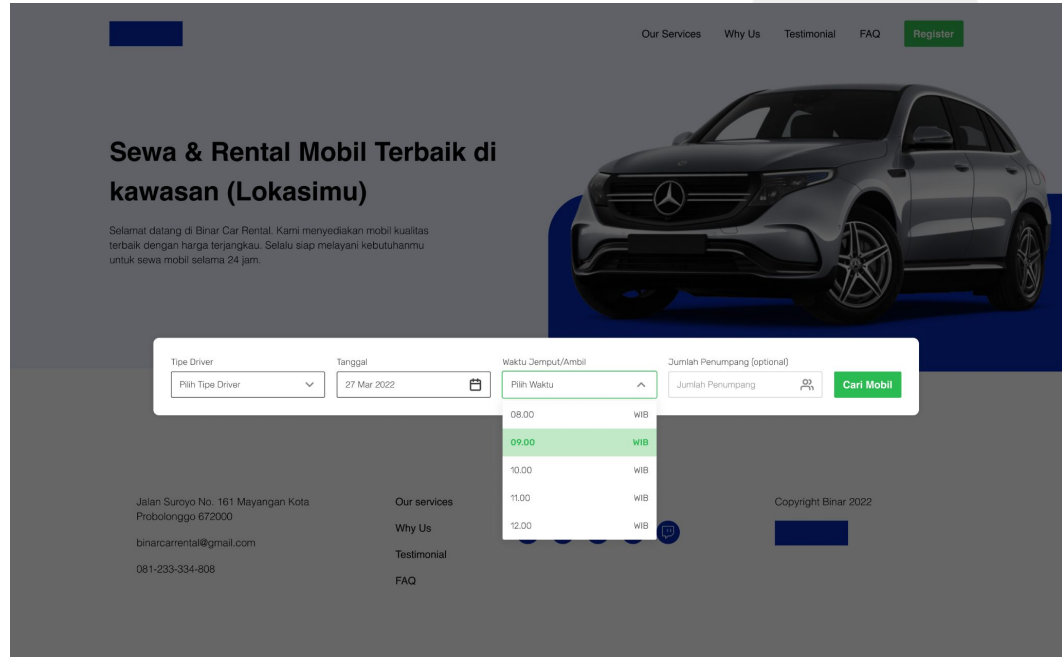 Our Services Why Us Testimonial FAQ Register
Sewa & Rental Mobil Terbaik di
kawasan (Lokasimu)
Selamat datang di Binar Car Rental. Kami menyediakan mobil kualitas
terbaik dengan harga terjangkau. Selalu siap melayani kebutuhanmu
untuk sewa mobil selama 24 jam.
Tipe Driver
Pilih Tipe Driver
Tanggal
27 Mar 2022
Waktu Jemput/Ambil
Pilih Waktu
08.00 WIB
09.00 WIB
10.00 WIB
11.00 WIB
12.00 WIB
Jumlah Penumpang (optional)
Jumlah Penumpang
Cari Mobil
Jalan Suroyo No. 161 Mayangan Kota
Probolonggo 672000
binarcarrental@gmail.com
081-233-334-808
Our services
Why Us
Testimonial
FAQ
Copyright Binar 2022